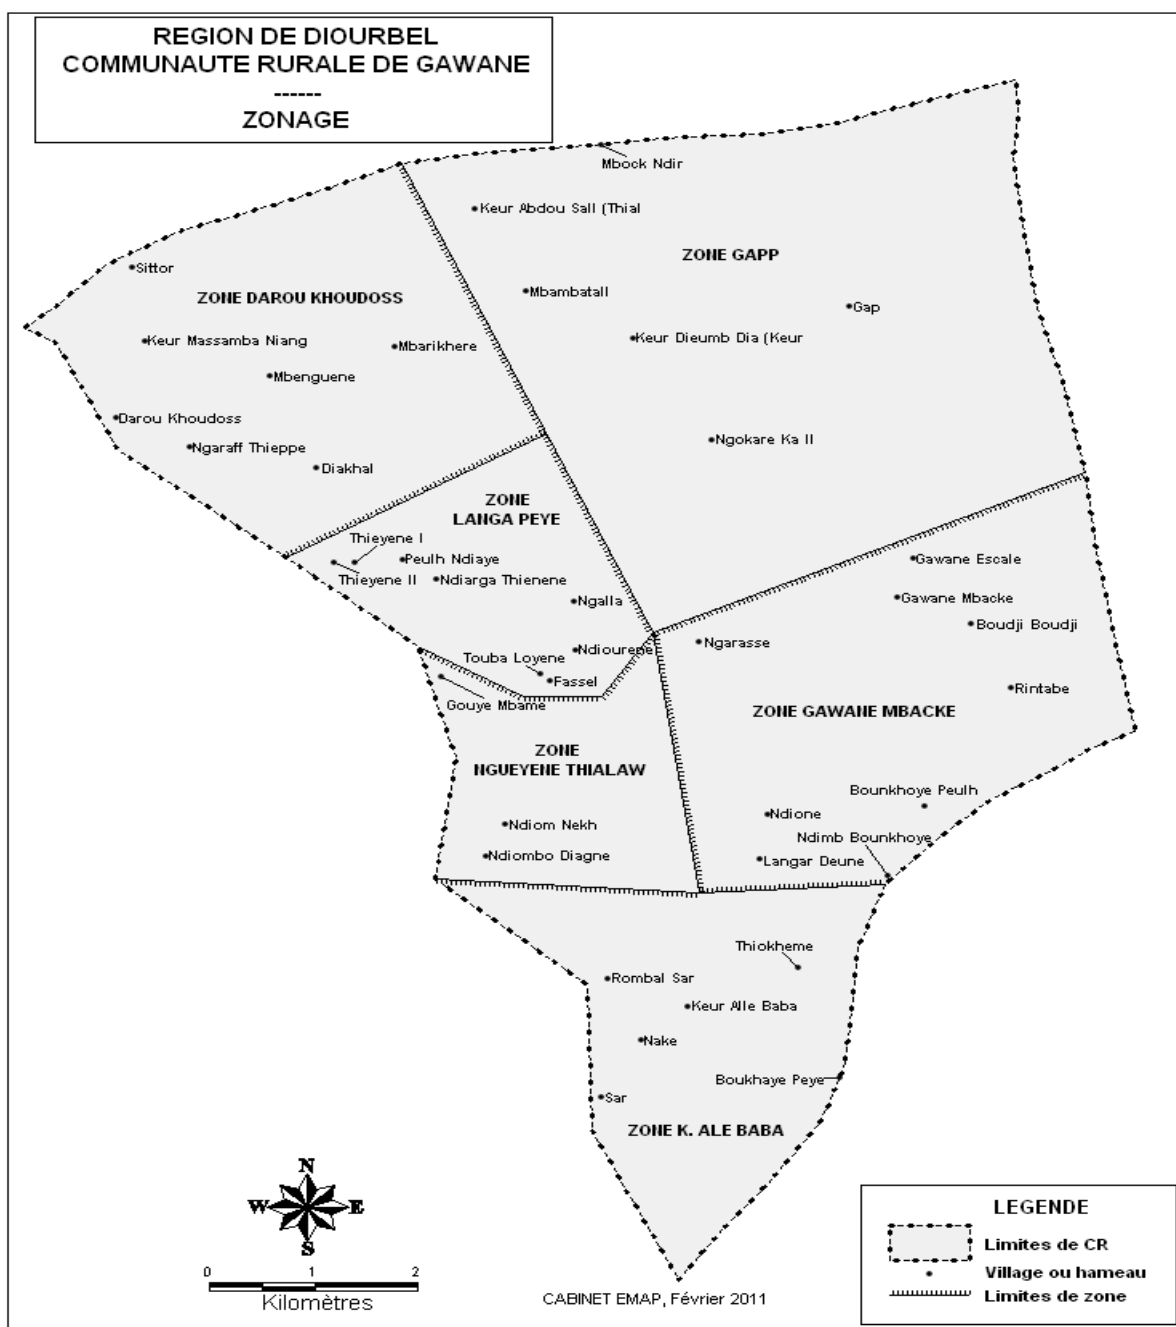 REGION DE DIOURBEL
COMMUNAUTE RURALE DE GAWANE
------
ZONAGE
Mbock Ndir
Keur Abdou Sall (Thial
ZONE GAPP
Sittor
ZONE DAROU KHOUDOSS
Mbambatall
Gap
Keur Massamba Niang
Mbarikhere
Keur Dieumb Dia (Keur
Mbenguene
Darou Khoudoss
Ngaraff Thieppe
Ngokare Ka II
Diakhal
ZONE
LANGA PEYE
Thieyene I
Peulh Ndiaye
Gawane Escale
Thieyene II
Ndiarga Thienene
Ngalla
Gawane Mbacke
Boudji Boudji
Ngarasse
Ndiourene
Touba Loyene
Fassel
Rintabe
Gouye Mbame
ZONE GAWANE MBACKE
ZONE
NGUEYENE THIALAW
Bounkhoye Peulh
Ndiom Nekh
Ndione
Ndimb Bounkhoye
Ndiombo Diagne
Langar Deune
Thiokheme
Rombal Sar
Keur Alle Baba
Nake
Boukhaye Peye
Sar
ZONE K. ALE BABA
N
W E
S
0 1 2
Kilomètres
CABINET EMAP, Février 2011
LEGENDE
Limites de CR
Village ou hameau
Limites de zone